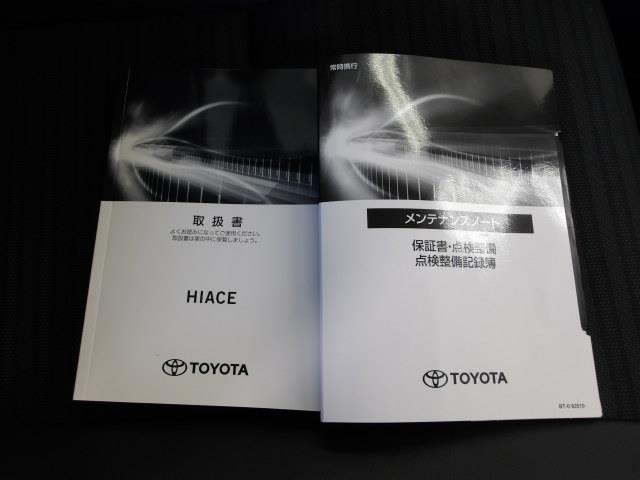 取扱書
よくお読みになってご使用ください。
取扱書は車の中に保管しましょう。
HIACE
TOYOTA
常時携行
メンテナンスノート
保証書・点検整備
点検整備記録簿
TOYOTA